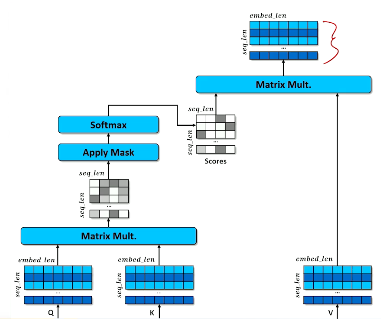 embed_len
seq_len
...
Matrix Mult.
seq_len
Softmax
seq_len
...
Apply Mask
Scores
seq_len
seq_len
...
Matrix Mult.
embed_len
embed_len
embed_len
seq_len
...
seq_len
...
seq_len
...
Q
K
V